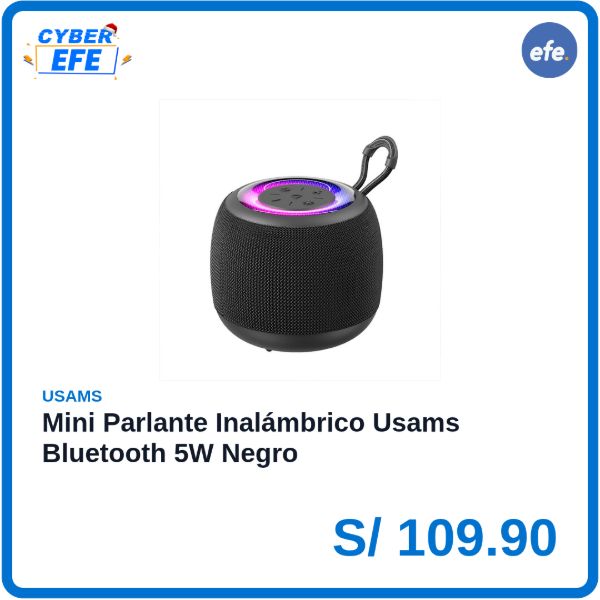 CYBER
EFE
efe.
USAMS
Mini Parlante Inalámbrico Usams
Bluetooth 5W Negro
S/ 109.90